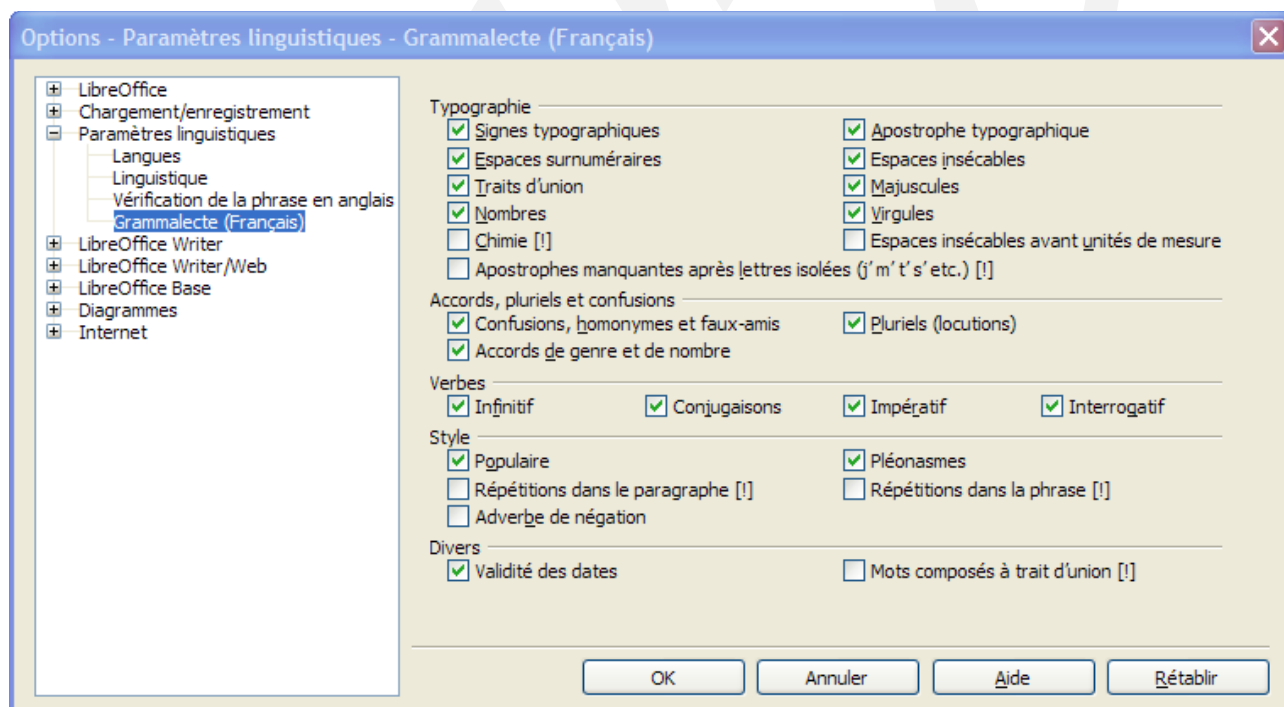 Options - Paramètres linguistiques - Grammalecte (Français)
LibreOffice
Chargement/enregistrement
Paramètres linguistiques
Langues
Linguistique
Vérification de la phrase en anglais
Grammalecte (Français)
LibreOffice Writer
LibreOffice Writer/Web
LibreOffice Base
Diagrammes
Internet
Typographie
Signes typographiques Apostrophe typographique
Espaces surnuméraires Espaces insécables
Traits d’union Majuscules
Nombres Virgules
Chimie [!] Espaces insécables avant unités de mesure
Apostrophes manquantes après lettres isolées (j’ m’ t’ s’ etc.) [!]
Accords, pluriels et confusions
Confusions, homonymes et faux-amis Pluriels (locutions)
Accords de genre et de nombre
Verbes
Infinitif Conjugaisons Impératif Interrogatif
Style
Populaire Pléonasmes
Répétitions dans le paragraphe [!] Répétitions dans la phrase [!]
Adverbe de négation
Divers
Validité des dates Mots composés à trait d’union [!]
OK Annuler Aide Rétablir